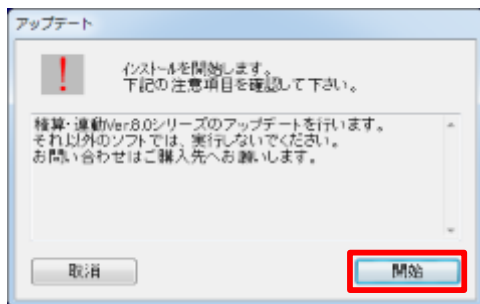 アップデート
!
インストールを開始します。
下記の注意項目を確認して下さい。
積算・連動Ver8.0シリーズのアップデートを行います。
それ以外のソフトでは、実行しないでください。
お問い合わせはご購入先へお願いします。
取消
開始